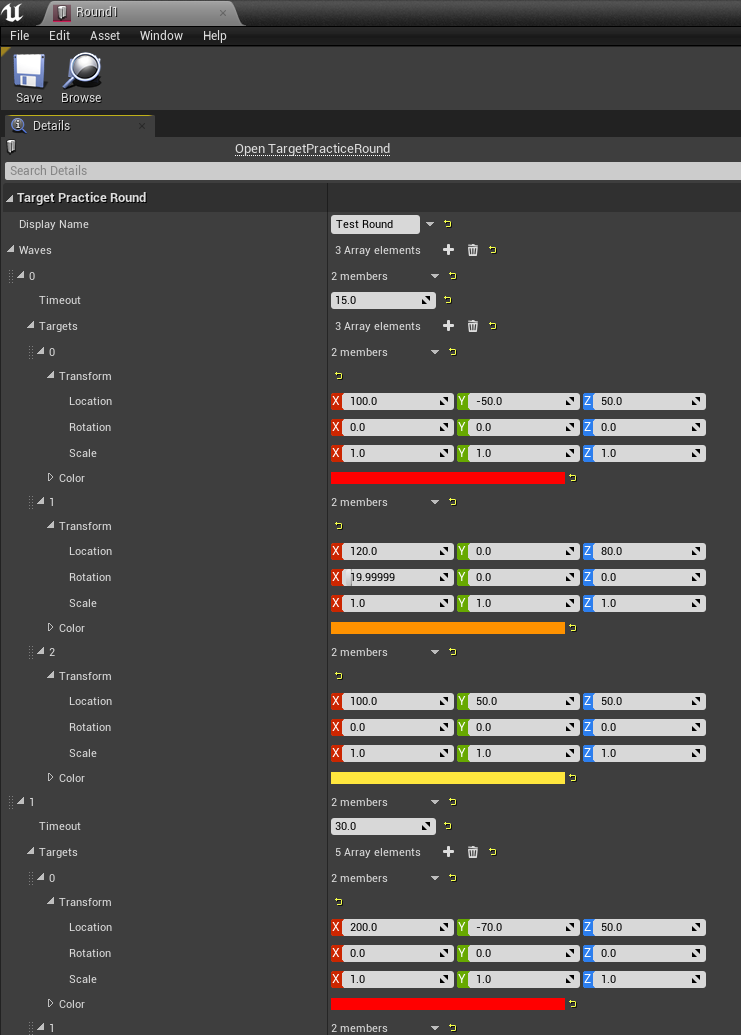 Round1
File Edit Asset Window Help
Save Browse
Details
Open TargetPracticeRound
Search Details
Target Practice Round
Display Name Test Round
Waves 3 Array elements
0 2 members
Timeout 15.0
Targets 3 Array elements
0 2 members
Transform
Location X 100.0 Y -50.0 Z 50.0
Rotation X 0.0 Y 0.0 Z 0.0
Scale X 1.0 Y 1.0 Z 1.0
Color
1 2 members
Transform
Location X 120.0 Y 0.0 Z 80.0
Rotation X 19.99999 Y 0.0 Z 0.0
Scale X 1.0 Y 1.0 Z 1.0
Color
2 2 members
Transform
Location X 100.0 Y 50.0 Z 50.0
Rotation X 0.0 Y 0.0 Z 0.0
Scale X 1.0 Y 1.0 Z 1.0
Color
1 2 members
Timeout 30.0
Targets 5 Array elements
0 2 members
Transform
Location X 200.0 Y -70.0 Z 50.0
Rotation X 0.0 Y 0.0 Z 0.0
Scale X 1.0 Y 1.0 Z 1.0
Color
1 2 members